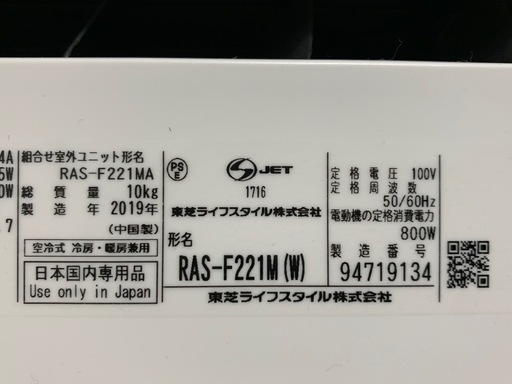 4A
5W
0W
.7
組合せ室外ユニット形名
RAS-F221MA
総質量 10kg
製造年 2019年
(中国製)
空冷式 冷房・暖房兼用
日本国内専用品
Use only in Japan
PS
E
JET
1716
東芝ライフスタイル株式会社
形名
RAS-F221M(W)
東芝ライフスタイル株式会社
定格電圧 100V
定格周波数
50/60Hz
電動機の定格消費電力
800W
製造番号
94719134